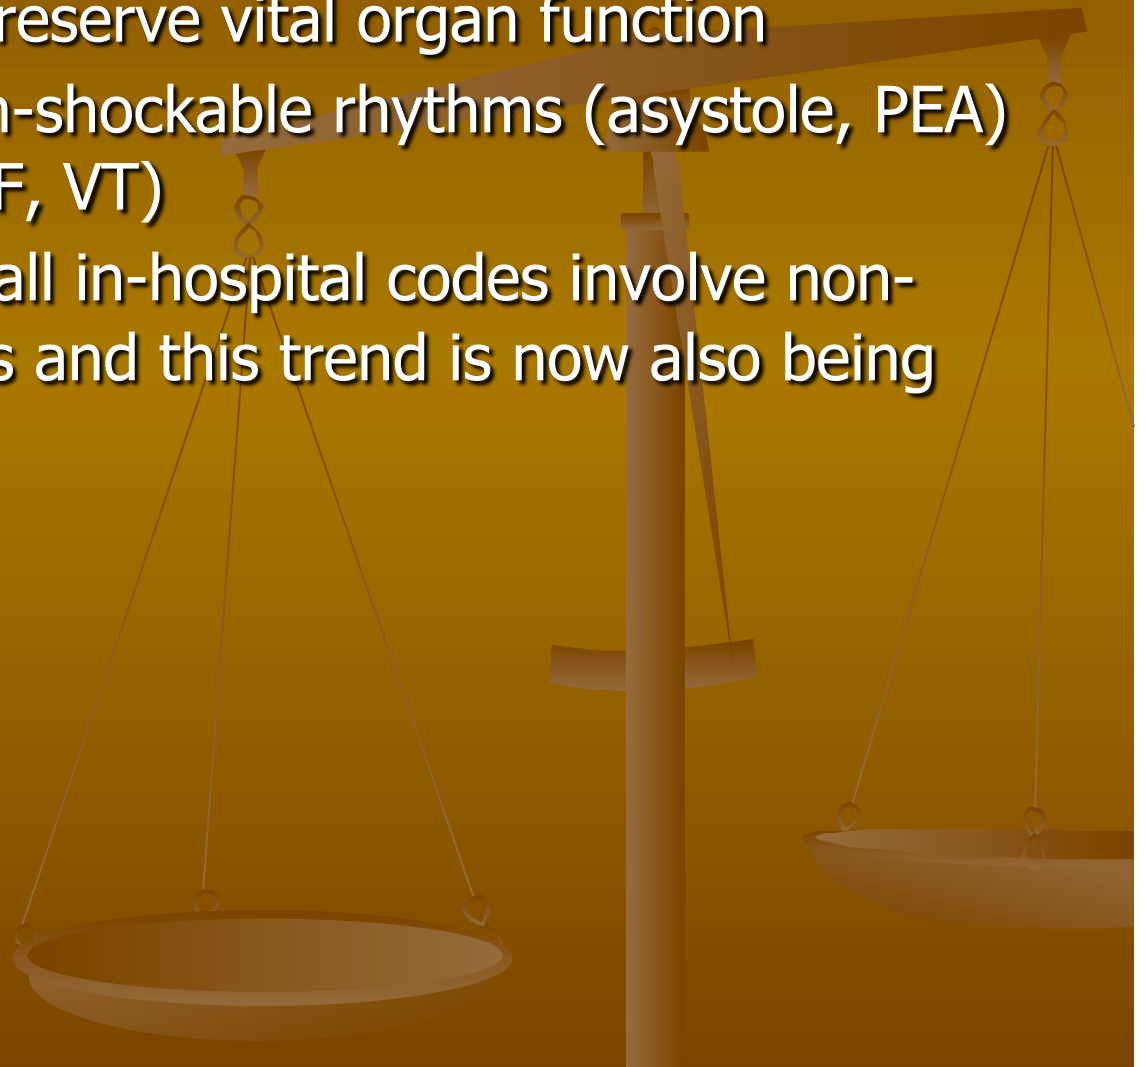 reserve vital organ function
n-shockable rhythms (asystole, PEA)
F, VT)
all in-hospital codes involve non-
s and this trend is now also being